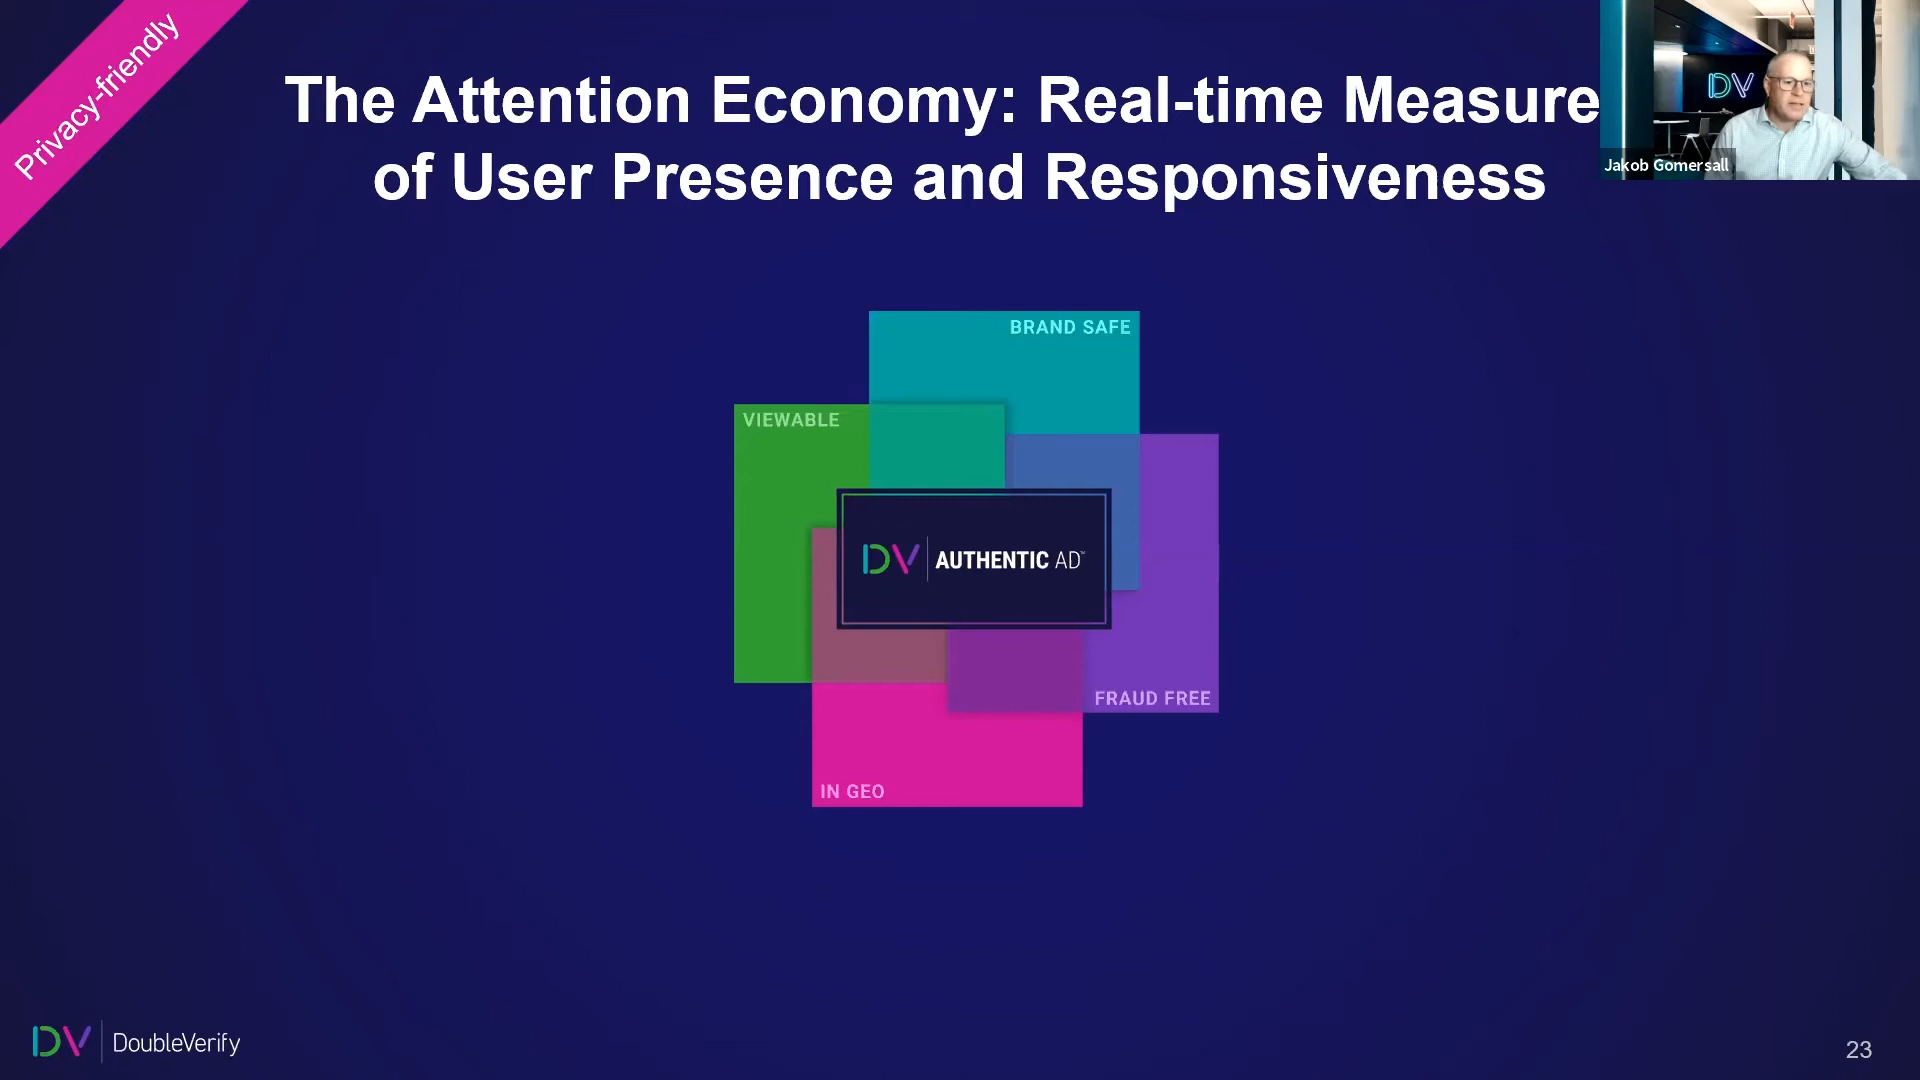 Privacy-friendly
The Attention Economy: Real-time Measure
of User Presence and Responsiveness
DV
Jakob Gomersall
BRAND SAFE
VIEWABLE
DV AUTHENTIC AD™
FRAUD FREE
IN GEO
DV DoubleVerify
23